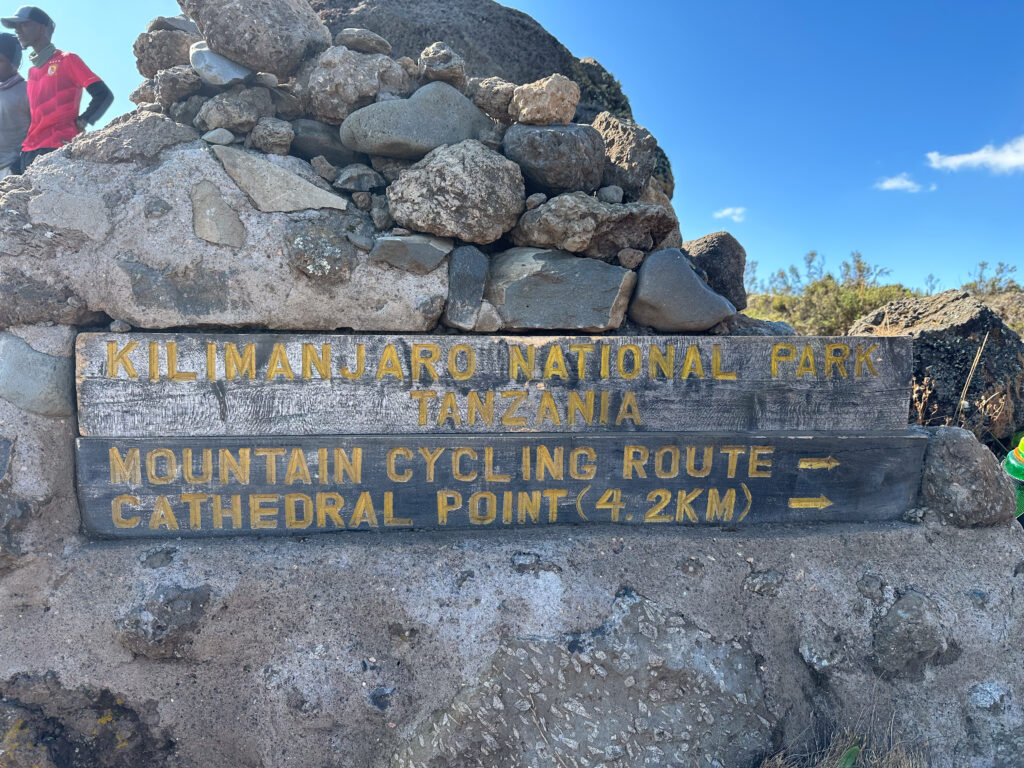 KILIMANJARO NATIONAL PARK
TANZANIA
MOUNTAIN CYCLING ROUTE →
CATHEDRAL POINT (4.2KM) →